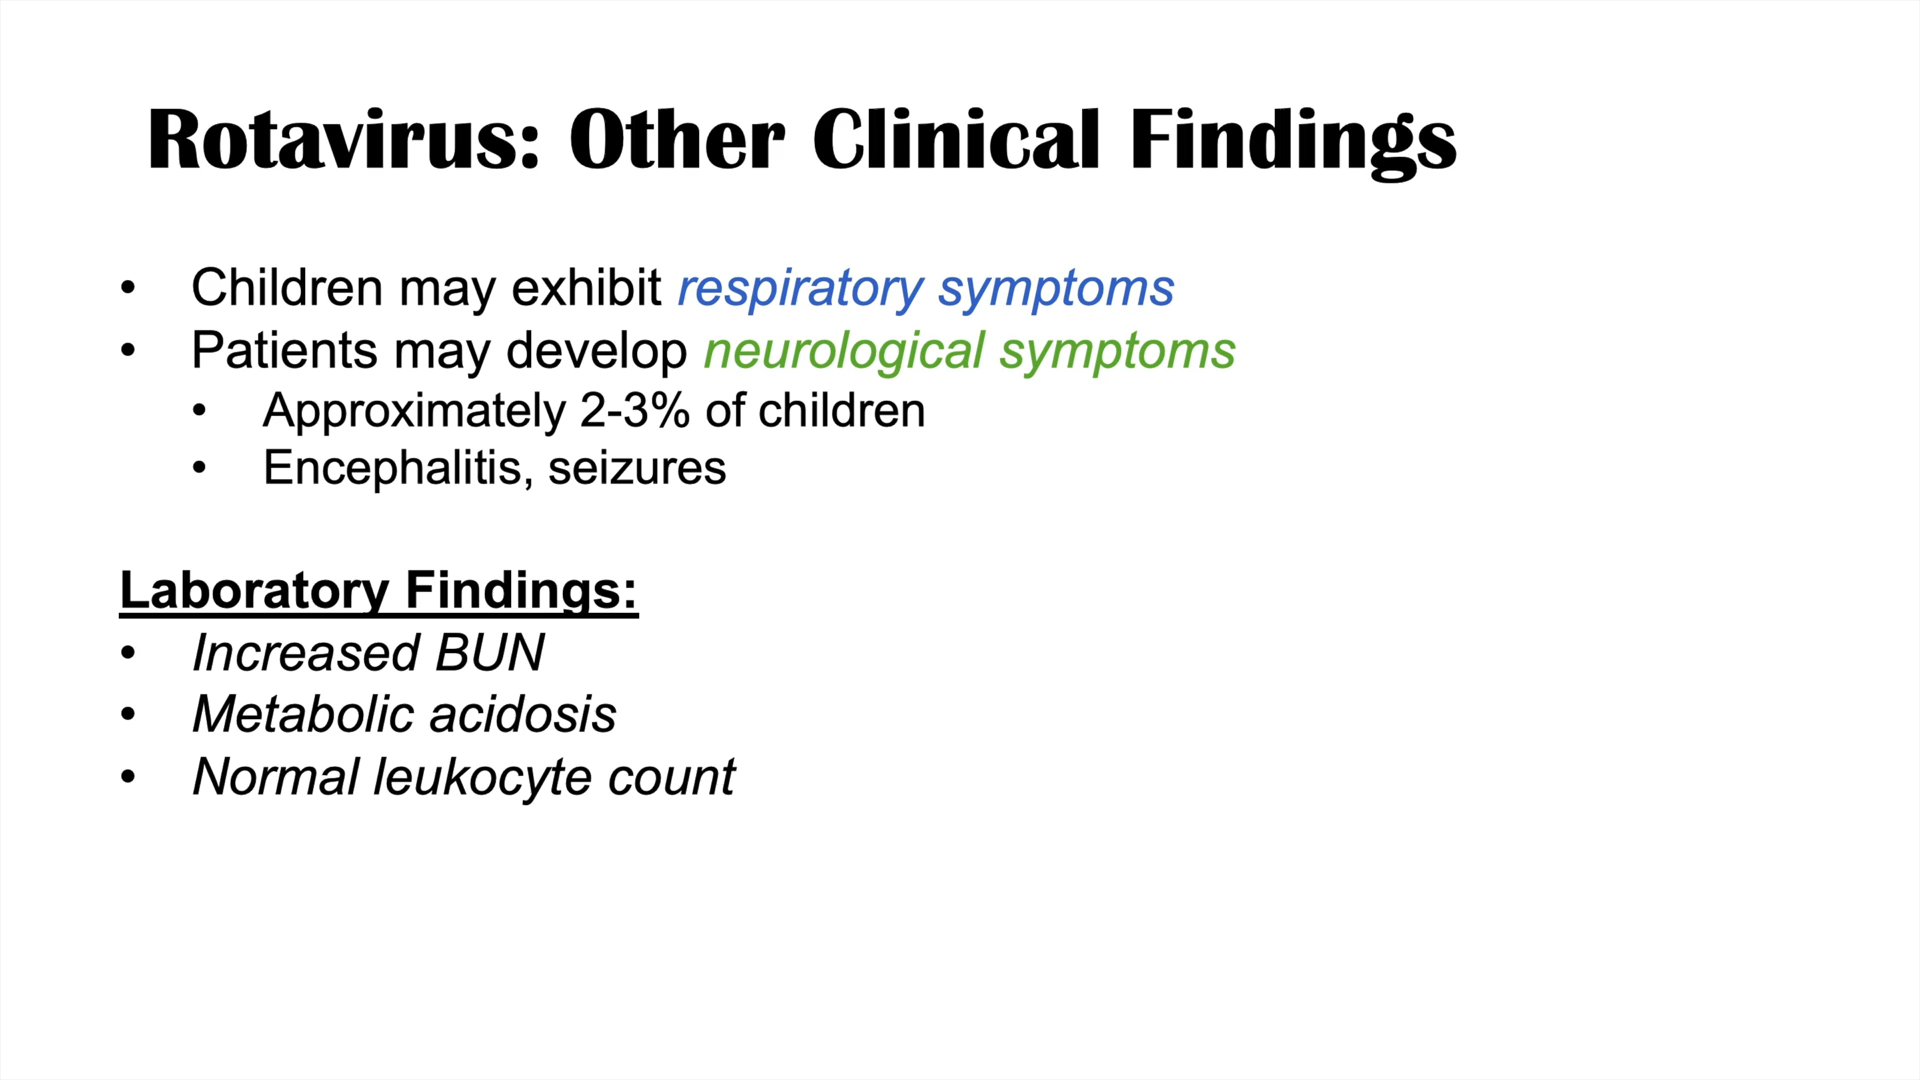 Rotavirus: Other Clinical Findings
• Children may exhibit respiratory symptoms
• Patients may develop neurological symptoms
• Approximately 2-3% of children
• Encephalitis, seizures
Laboratory Findings:
• Increased BUN
• Metabolic acidosis
• Normal leukocyte count